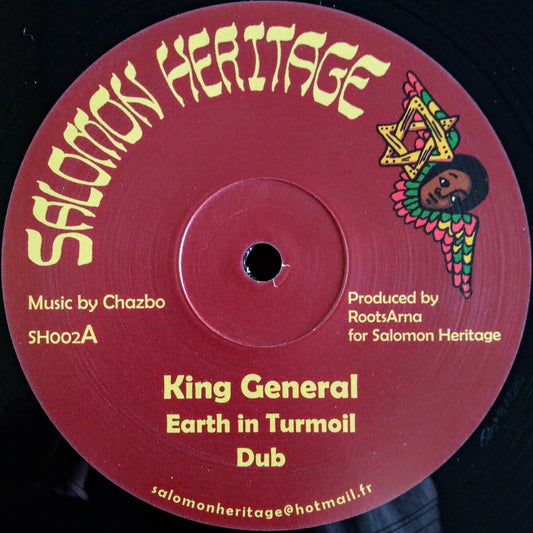 SALOMON HERITAGE
Music by Chazbo
SH002A
Produced by
RootsArna
for Salomon Heritage
King General
Earth in Turmoil
Dub
salomonheritage@hotmail.fr